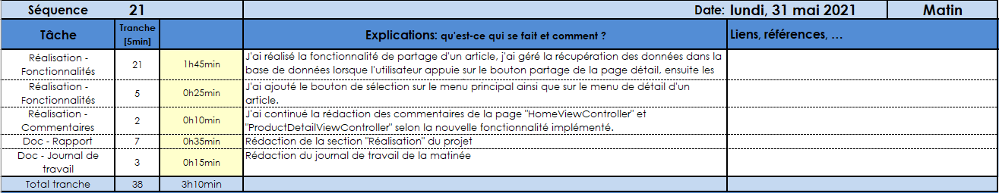 Séquence 21 Date: lundi, 31 mai 2021 Matin
Tâche Tranche [5min] Explications: qu'est-ce qui se fait et comment ? Liens, références, ...
Réalisation - Fonctionnalités 21 1h45min J'ai réalisé la fonctionnalité de partage d'un article, j'ai géré la récupération des données dans la
base de données lorsque l'utilisateur appuie sur le bouton partage de la page détail, ensuite les
Réalisation - Fonctionnalités 5 0h25min J'ai ajouté le bouton de sélection sur le menu principal ainsi que sur le menu de détail d'un
article.
Réalisation - Commentaires 2 0h10min J'ai continué la rédaction des commentaires de la page "HomeViewController" et
"ProductDetailViewController" selon la nouvelle fonctionnalité implémenté.
Doc - Rapport 7 0h35min Rédaction de la section "Réalisation" du projet
Doc - Journal de travail 3 0h15min Rédaction du journal de travail de la matinée
Total tranche 38 3h10min